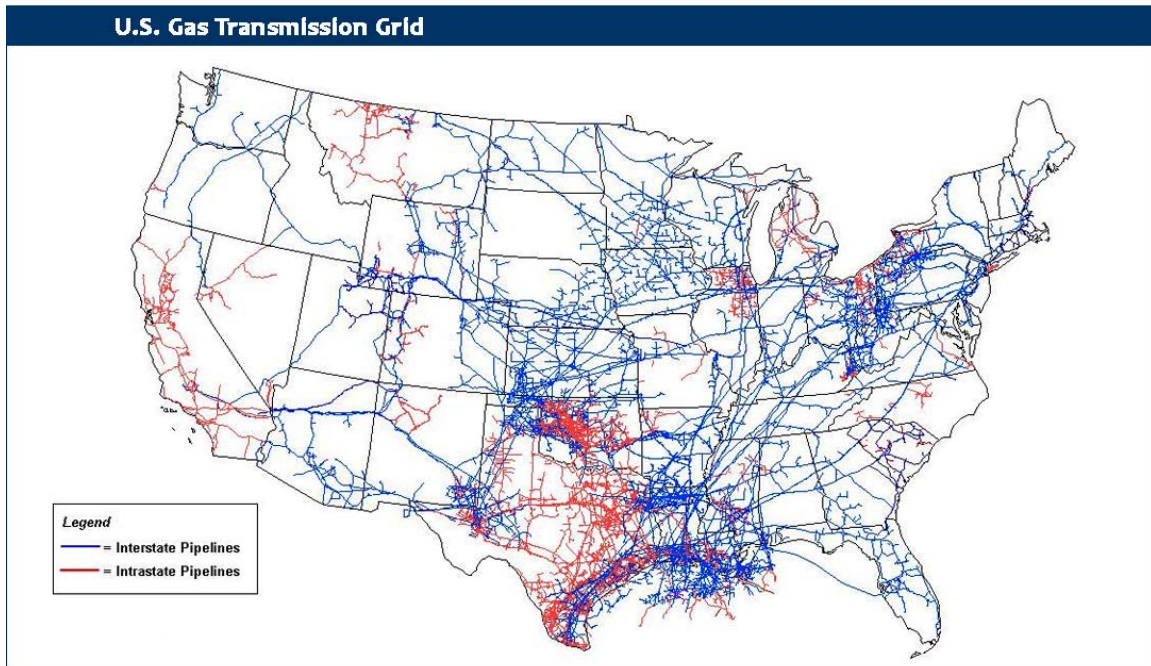 U.S. Gas Transmission Grid
Legend
= Interstate Pipelines
= Intrastate Pipelines